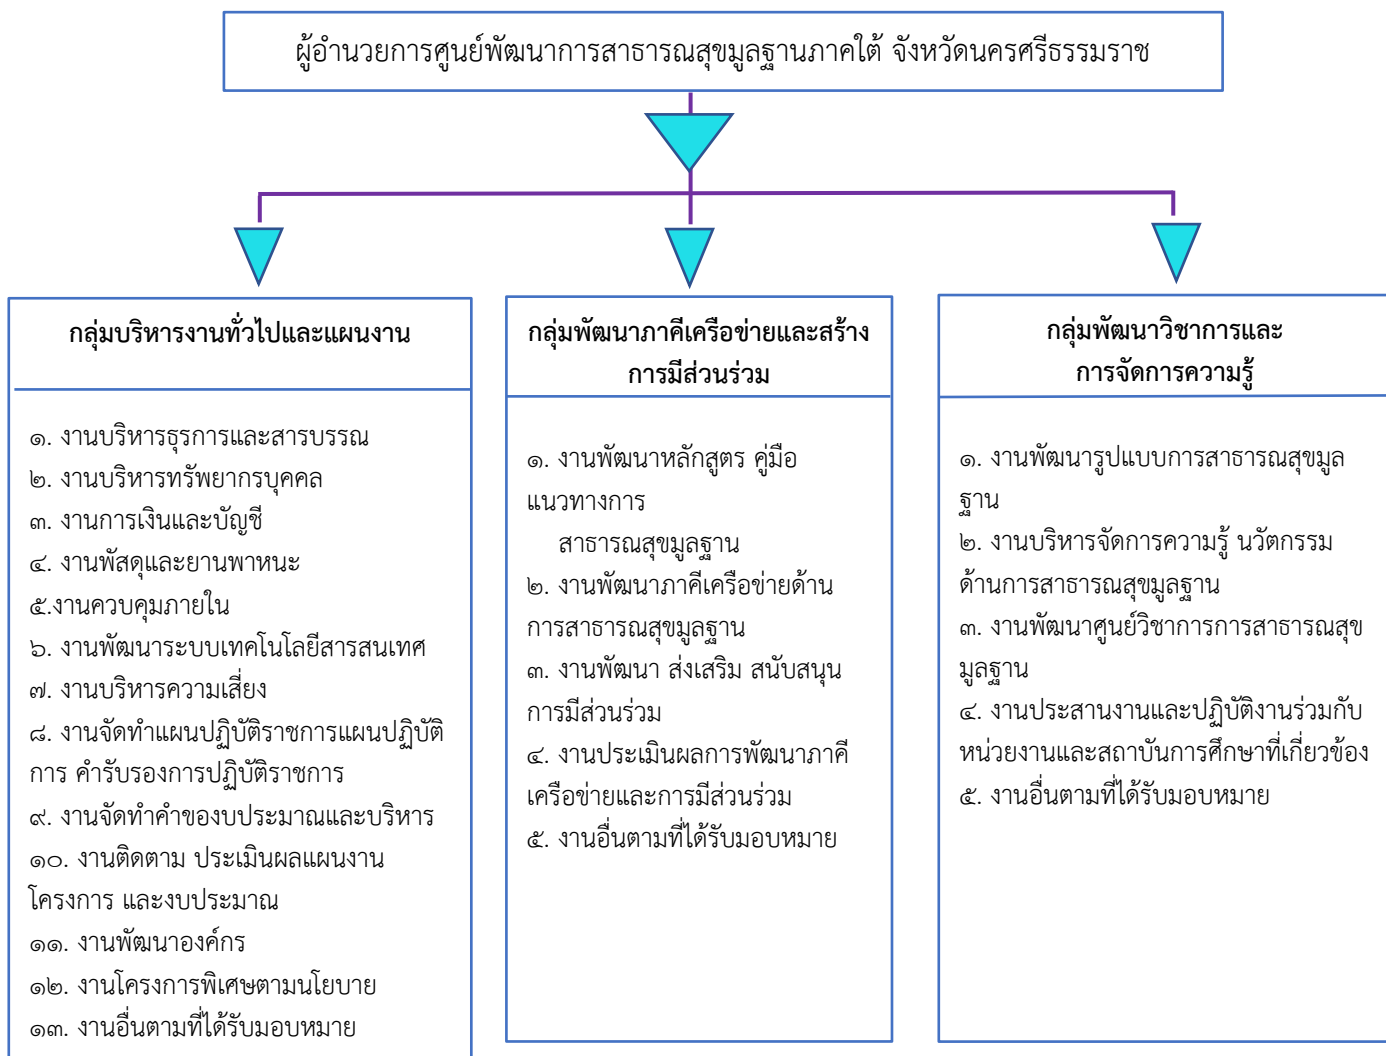 ผู้อำนวยการศูนย์พัฒนาการสาธารณสุขมูลฐานภาคใต้ จังหวัดนครศรีธรรมราช
กลุ่มบริหารงานทั่วไปและแผนงาน
๑. งานบริหารธุรการและสารบรรณ
๒. งานบริหารทรัพยากรบุคคล
๓. งานการเงินและบัญชี
๔. งานพัสดุและยานพาหนะ
๕.งานควบคุมภายใน
๖. งานพัฒนาระบบเทคโนโลยีสารสนเทศ
๗. งานบริหารความเสี่ยง
๘. งานจัดทำแผนปฏิบัติราชการแผนปฏิบัติ
การ คำรับรองการปฏิบัติราชการ
๙. งานจัดทำคำของบประมาณและบริหาร
๑๐. งานติดตาม ประเมินผลแผนงาน
โครงการ และงบประมาณ
๑๑. งานพัฒนาองค์กร
๑๒. งานโครงการพิเศษตามนโยบาย
๑๓. งานอื่นตามที่ได้รับมอบหมาย
กลุ่มพัฒนาภาคีเครือข่ายและสร้าง
การมีส่วนร่วม
๑. งานพัฒนาหลักสูตร คู่มือ
แนวทางการ
สาธารณสุขมูลฐาน
๒. งานพัฒนาภาคีเครือข่ายด้าน
การสาธารณสุขมูลฐาน
๓. งานพัฒนา ส่งเสริม สนับสนุน
การมีส่วนร่วม
๔. งานประเมินผลการพัฒนาภาคี
เครือข่ายและการมีส่วนร่วม
๕. งานอื่นตามที่ได้รับมอบหมาย
กลุ่มพัฒนาวิชาการและ
การจัดการความรู้
๑. งานพัฒนารูปแบบการสาธารณสุขมูล
ฐาน
๒. งานบริหารจัดการความรู้ นวัตกรรม
ด้านการสาธารณสุขมูลฐาน
๓. งานพัฒนาศูนย์วิชาการการสาธารณสุข
มูลฐาน
๔. งานประสานงานและปฏิบัติงานร่วมกับ
หน่วยงานและสถาบันการศึกษาที่เกี่ยวข้อง
๕. งานอื่นตามที่ได้รับมอบหมาย